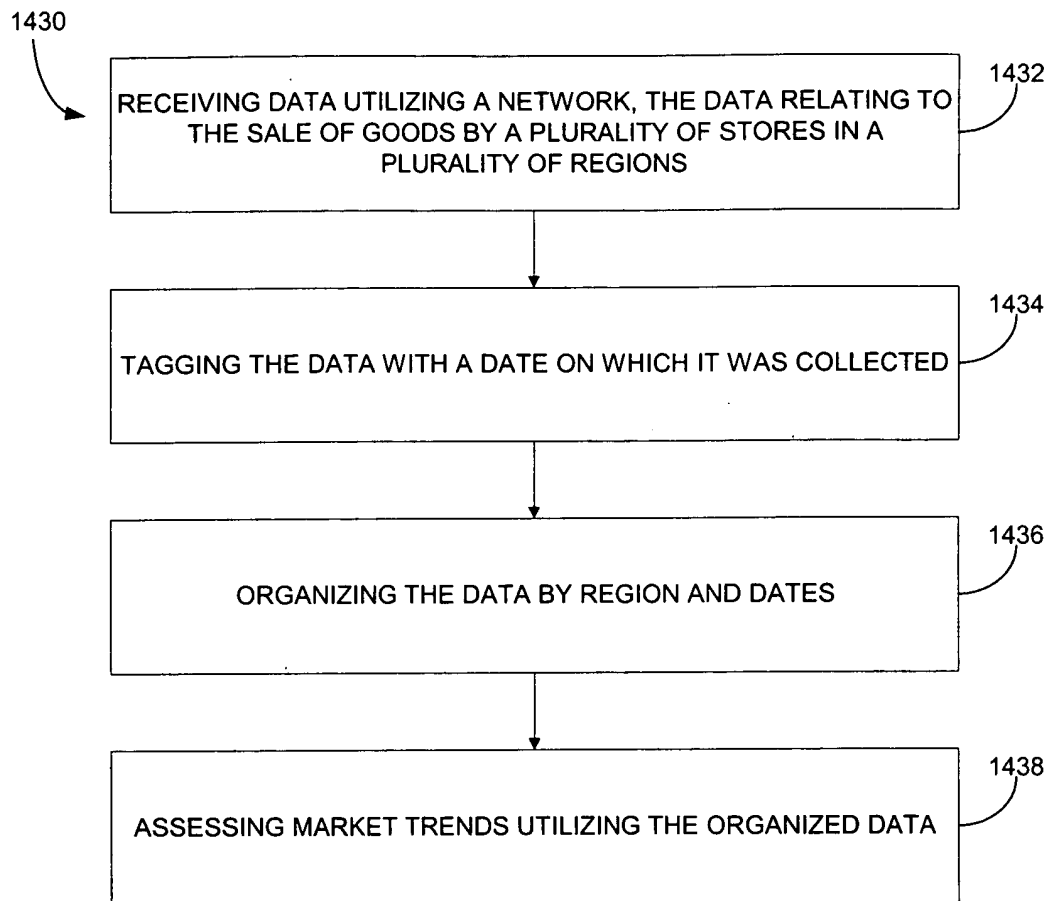 1430
1432
RECEIVING DATA UTILIZING A NETWORK, THE DATA RELATING TO
THE SALE OF GOODS BY A PLURALITY OF STORES IN A
PLURALITY OF REGIONS
1434
TAGGING THE DATA WITH A DATE ON WHICH IT WAS COLLECTED
1436
ORGANIZING THE DATA BY REGION AND DATES
1438
ASSESSING MARKET TRENDS UTILIZING THE ORGANIZED DATA